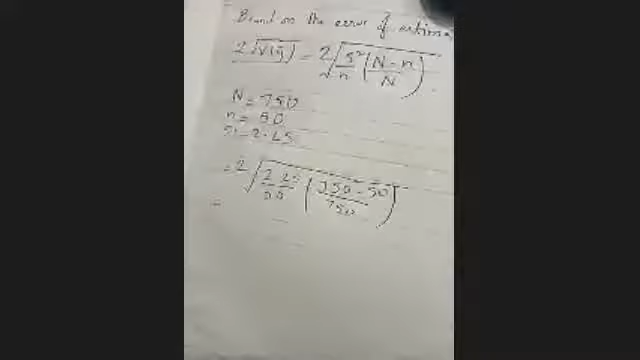 Bound on the error of estima
2√V(ȳ) = 2√(s²/n ((N - n)/N))
N = 750
n = 50
s² = 2.25
= 2√(2.25/50 ((750 - 50)/750))
=